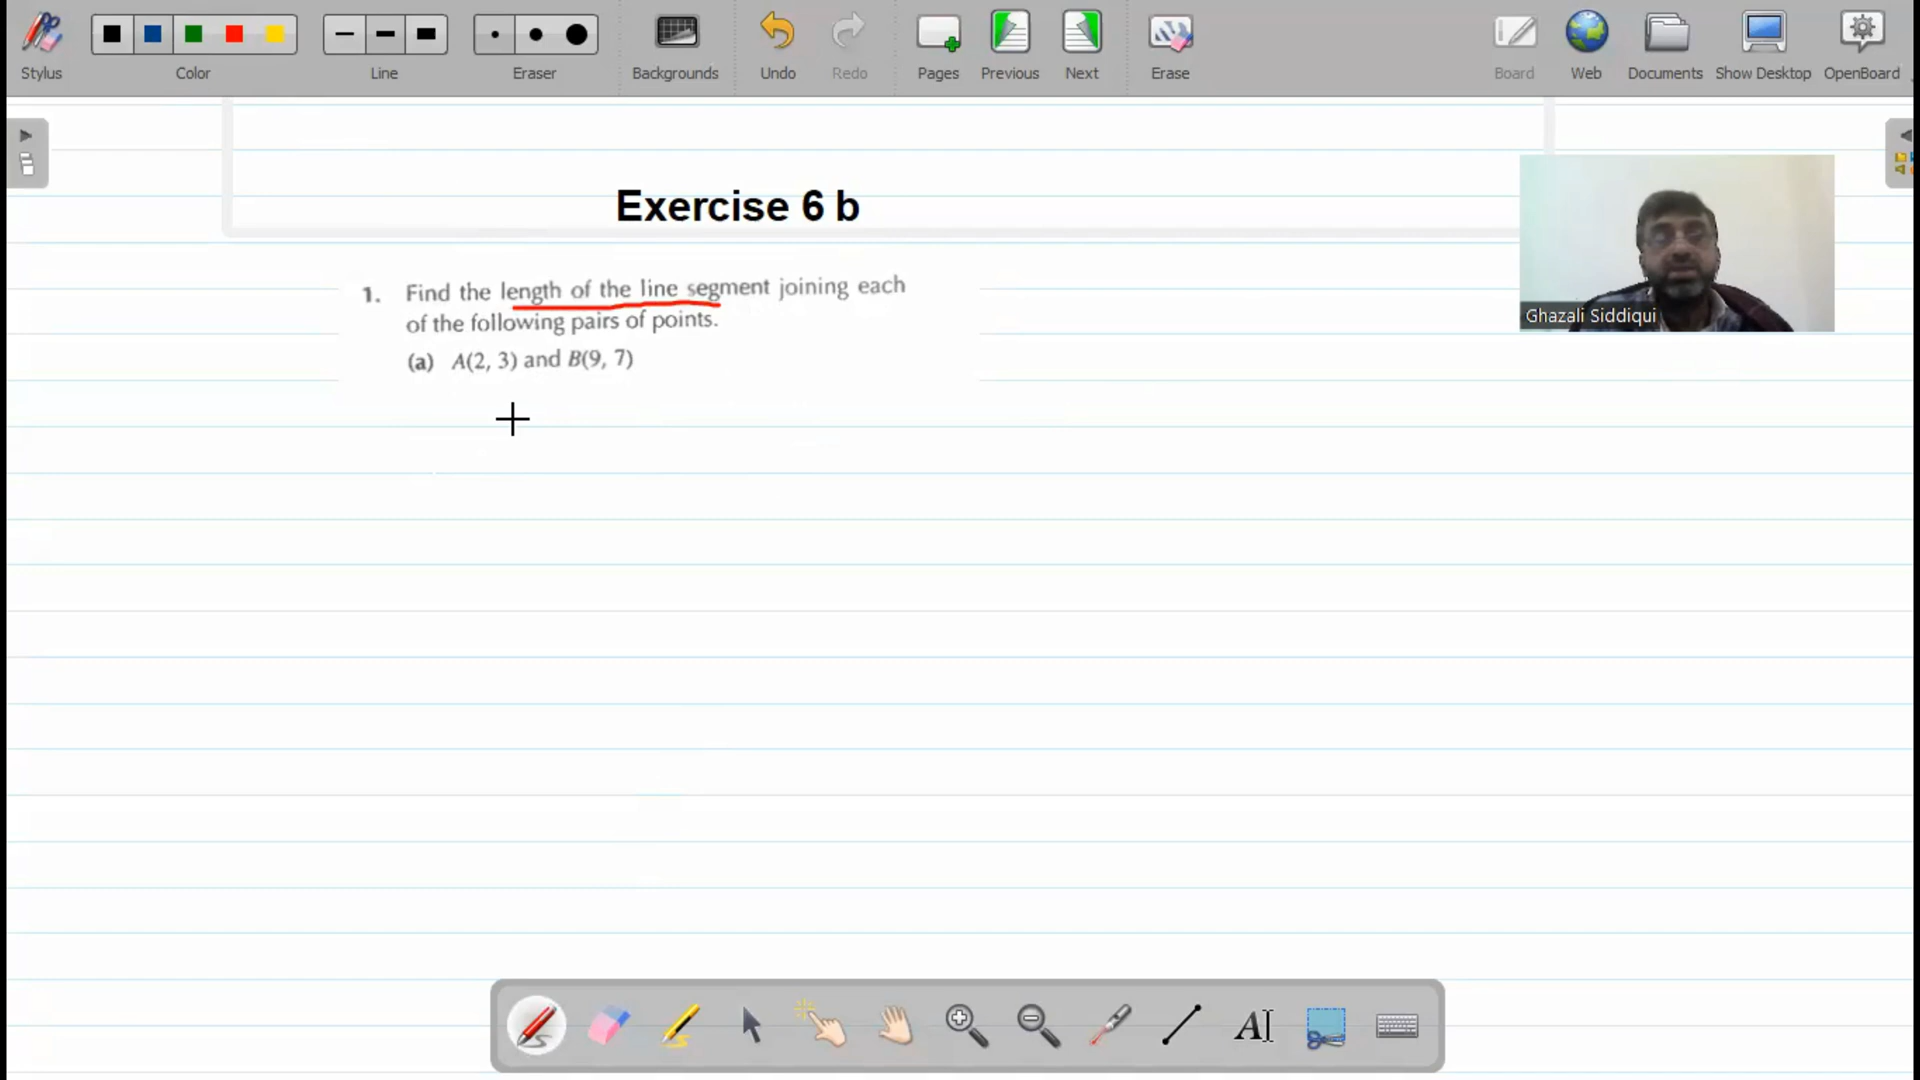 Stylus
Color
Line
Eraser
Backgrounds
Undo
Redo
Pages
Previous
Next
Erase
Board
Web
Documents
Show Desktop
OpenBoard
Exercise 6 b
Ghazali Siddiqui
1. Find the length of the line segment joining each
of the following pairs of points.
(a) A(2, 3) and B(9, 7)
A